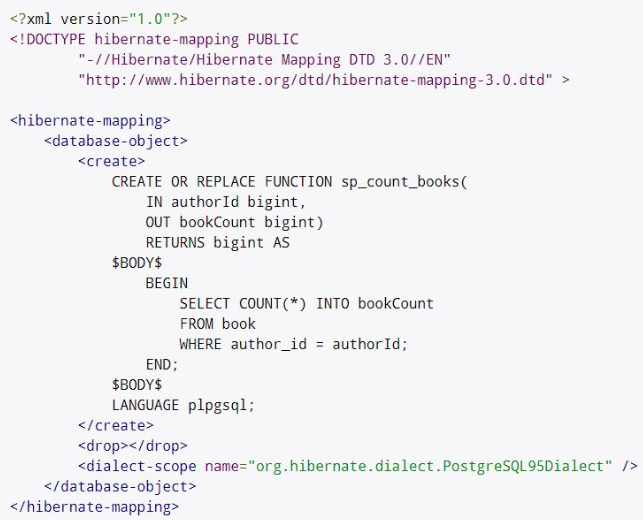 <?xml version="1.0"?>
<!DOCTYPE hibernate-mapping PUBLIC
        "-//Hibernate/Hibernate Mapping DTD 3.0//EN"
        "http://www.hibernate.org/dtd/hibernate-mapping-3.0.dtd" >
<hibernate-mapping>
    <database-object>
        <create>
            CREATE OR REPLACE FUNCTION sp_count_books(
                IN authorId bigint,
                OUT bookCount bigint)
                RETURNS bigint AS
            $BODY$
                BEGIN
                    SELECT COUNT(*) INTO bookCount
                    FROM book
                    WHERE author_id = authorId;
                END;
            $BODY$
            LANGUAGE plpgsql;
        </create>
        <drop></drop>
        <dialect-scope name="org.hibernate.dialect.PostgreSQL95Dialect" />
    </database-object>
</hibernate-mapping>